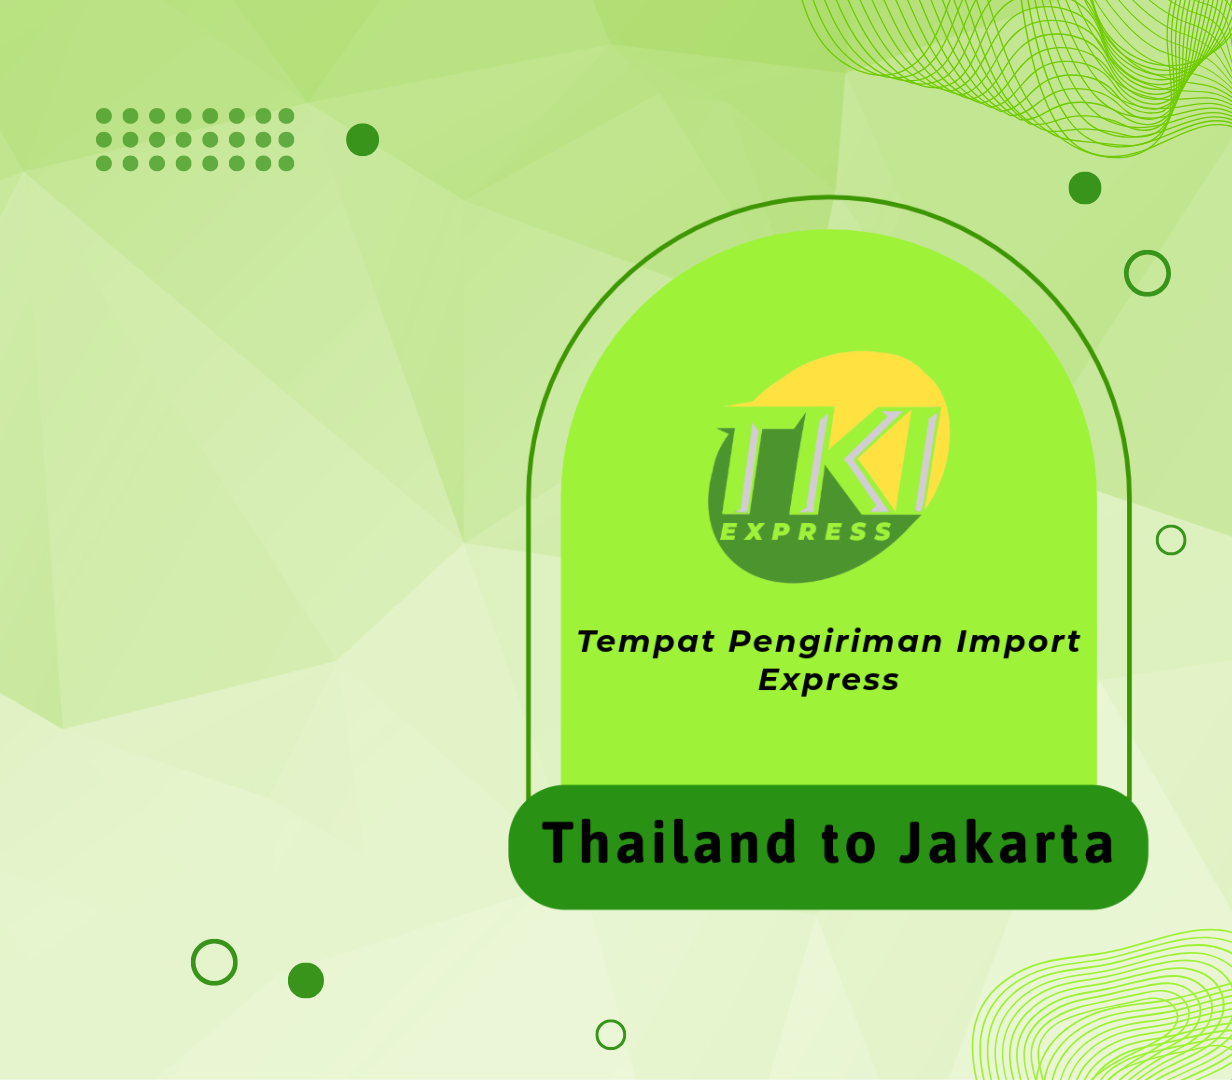 TKI
EXPRESS
Tempat Pengiriman Import
Express
Thailand to Jakarta